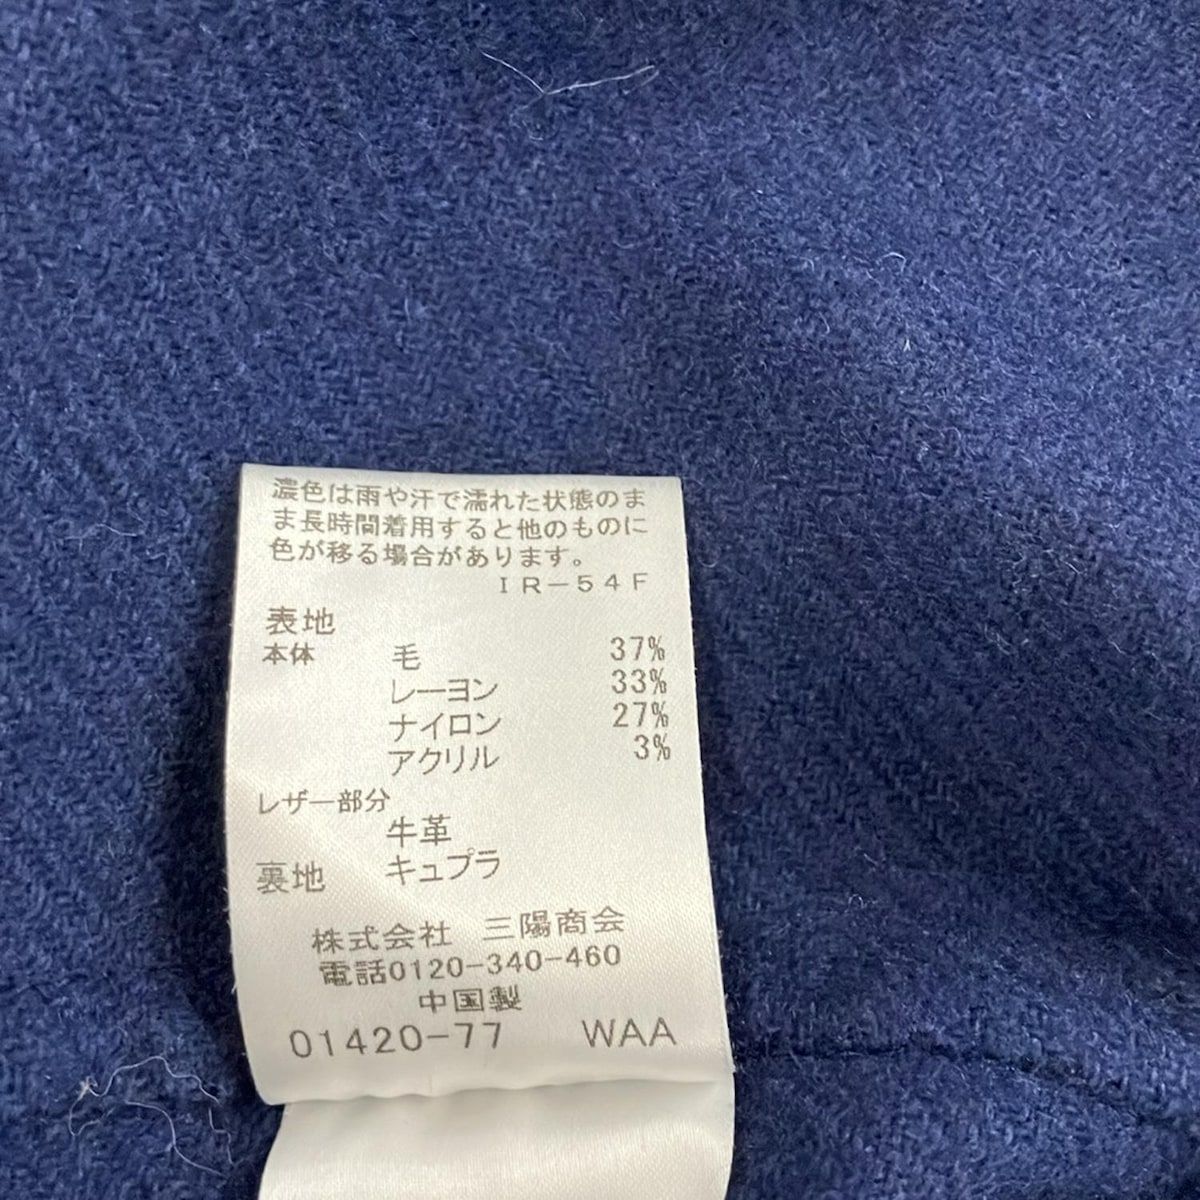 濃色は雨や汗で濡れた状態のま
ま長時間着用すると他のものに
色が移る場合があります。
IR-54F
表地
本体 毛 37%
レーヨン 33%
ナイロン 27%
アクリル 3%
レザー部分
牛革
裏地 キュプラ
株式会社 三陽商会
電話0120-340-460
中国製
01420-77 WAA